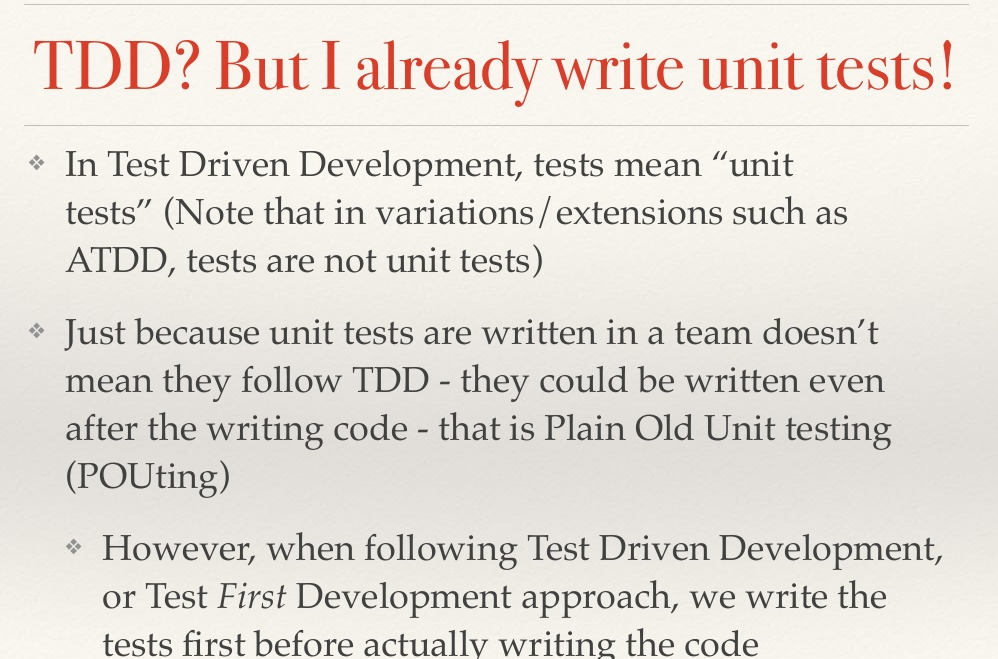 TDD? But I already write unit tests!
In Test Driven Development, tests mean “unit
tests” (Note that in variations/extensions such as
ATDD, tests are not unit tests)
Just because unit tests are written in a team doesn’t
mean they follow TDD - they could be written even
after the writing code - that is Plain Old Unit testing
(POUting)
However, when following Test Driven Development,
or Test First Development approach, we write the
tests first before actually writing the code